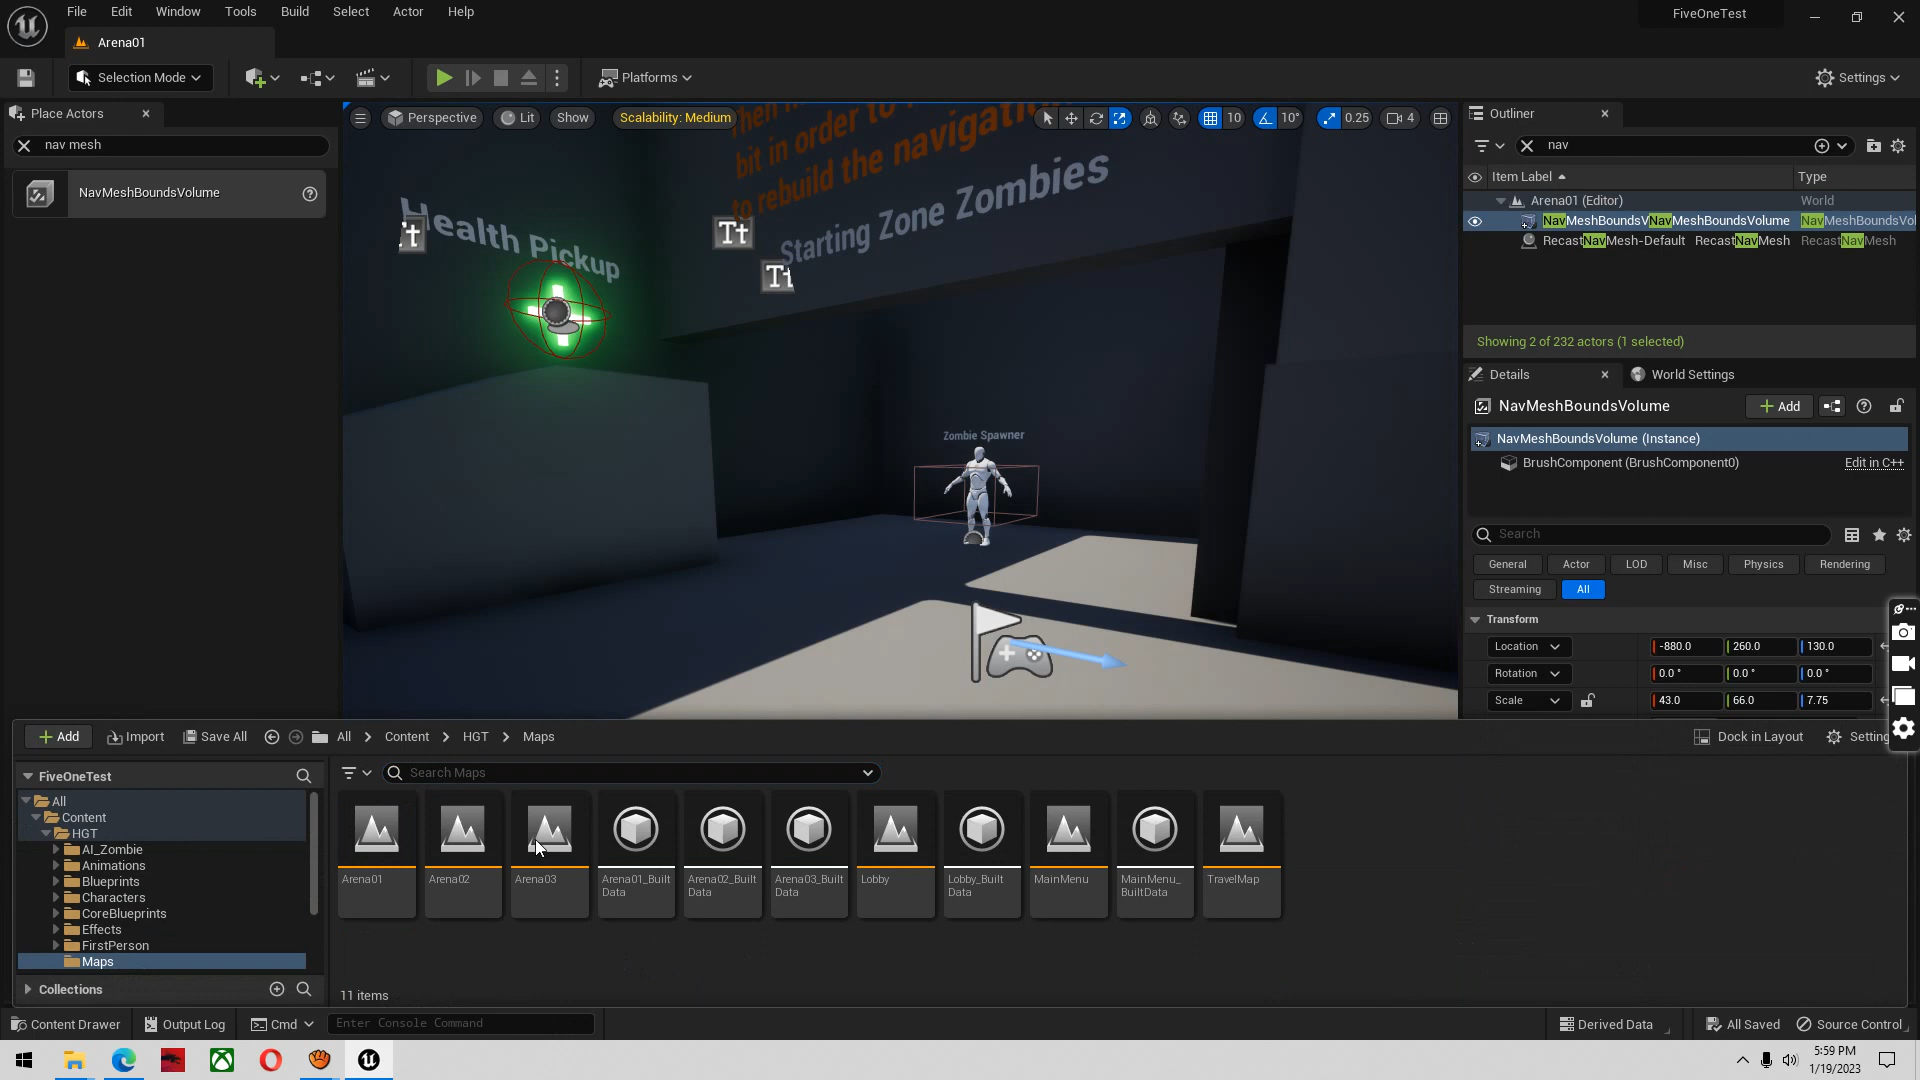 File Edit Window Tools Build Select Actor Help
FiveOneTest
Arena01
Selection Mode
Platforms
Settings
Place Actors
nav mesh
NavMeshBoundsVolume
Perspective Lit Show Scalability: Medium
10 10° 0.25 4
bit in order to
to rebuild the navigation
Health Pickup
Starting Zone Zombies
Tt
Zombie Spawner
Outliner
nav
Item Label Type
Arena01 (Editor) World
NavMeshBoundsVNavMeshBoundsVolume NavMeshBoundsVol
RecastNavMesh-Default RecastNavMesh RecastNavMesh
Showing 2 of 232 actors (1 selected)
Details World Settings
NavMeshBoundsVolume Add
NavMeshBoundsVolume (Instance)
BrushComponent (BrushComponent0) Edit in C++
Search
General Actor LOD Misc Physics Rendering
Streaming All
Transform
Location -880.0 260.0 130.0
Rotation 0.0 ° 0.0 ° 0.0 °
Scale 43.0 66.0 7.75
Add Import Save All All Content HGT Maps
Dock in Layout Setting
FiveOneTest
Search Maps
All
Content
HGT
AI_Zombie
Animations
Blueprints
Characters
CoreBlueprints
Effects
FirstPerson
Maps
Collections
Arena01
Arena02
Arena03
Arena01_Built
Data
Arena02_Built
Data
Arena03_Built
Data
Lobby
Lobby_Built
Data
MainMenu
MainMenu_
BuiltData
TravelMap
11 items
Content Drawer Output Log Cmd Enter Console Command
Derived Data All Saved Source Control
5:59 PM
1/19/2023